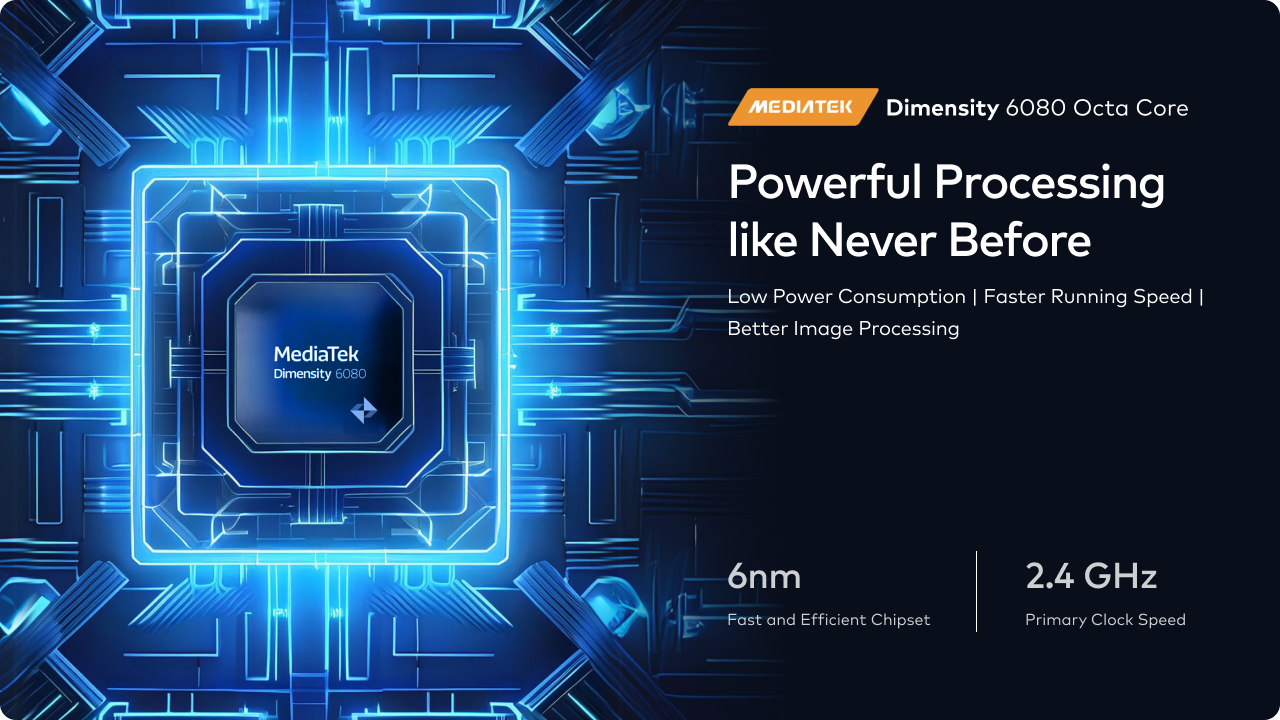 MEDIATEK Dimensity 6080 Octa Core
Powerful Processing
like Never Before
Low Power Consumption | Faster Running Speed |
Better Image Processing
MediaTek
Dimensity 6080
6nm
Fast and Efficient Chipset
2.4 GHz
Primary Clock Speed